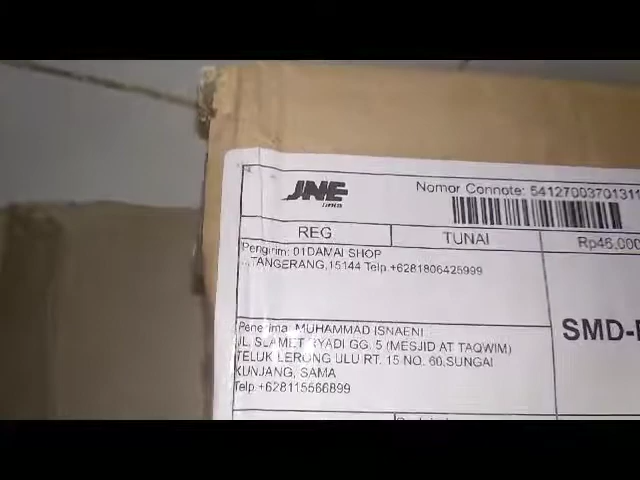 JNE
EXPRESS
Nomor Connote: 54127003701311
REG
TUNAI
Rp46,000
Pengirim: 01DAMAI SHOP
...TANGERANG,15144 Telp.+6281806425999
Penerima: MUHAMMAD ISNAENI
JL. SLAMET RYADI GG. 5 (MESJID AT TAQWIM)
TELUK LERONG ULU RT. 15 NO. 60,SUNGAI
KUNJANG, SAMA
Telp.+628115566899
SMD-